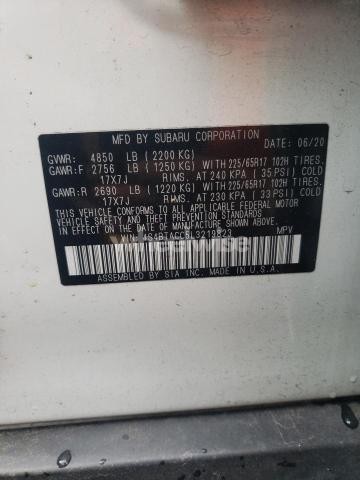 MFD.BY SUBARU CORPORATION DATE: 06/20
GVWR: 4850 LB (2200 KG)
GAWR:F 2756 LB (1250 KG) WITH 225/65R17 102H TIRES.
17X7J RIMS. AT 240 KPA (35 PSI) COLD
GAWR:R 2690 LB (1220 KG) WITH 225/65R17 102H TIRES.
17X7J RIMS. AT 230 KPA (33 PSI) COLD
THIS VEHICLE CONFORMS TO
ALL APPLICABLE FEDERAL MOTOR
VEHICLE SAFETY, BUMPER, AND
THEFT PREVENTION STANDARDS IN
EFFECT ON THE DATE OF
MANUFACTURE SHOWN ABOVE.
VIN: 4S4BTACC5L3219823 MPV
ASSEMBLED BY SIA INC. MADE IN U.S.A.